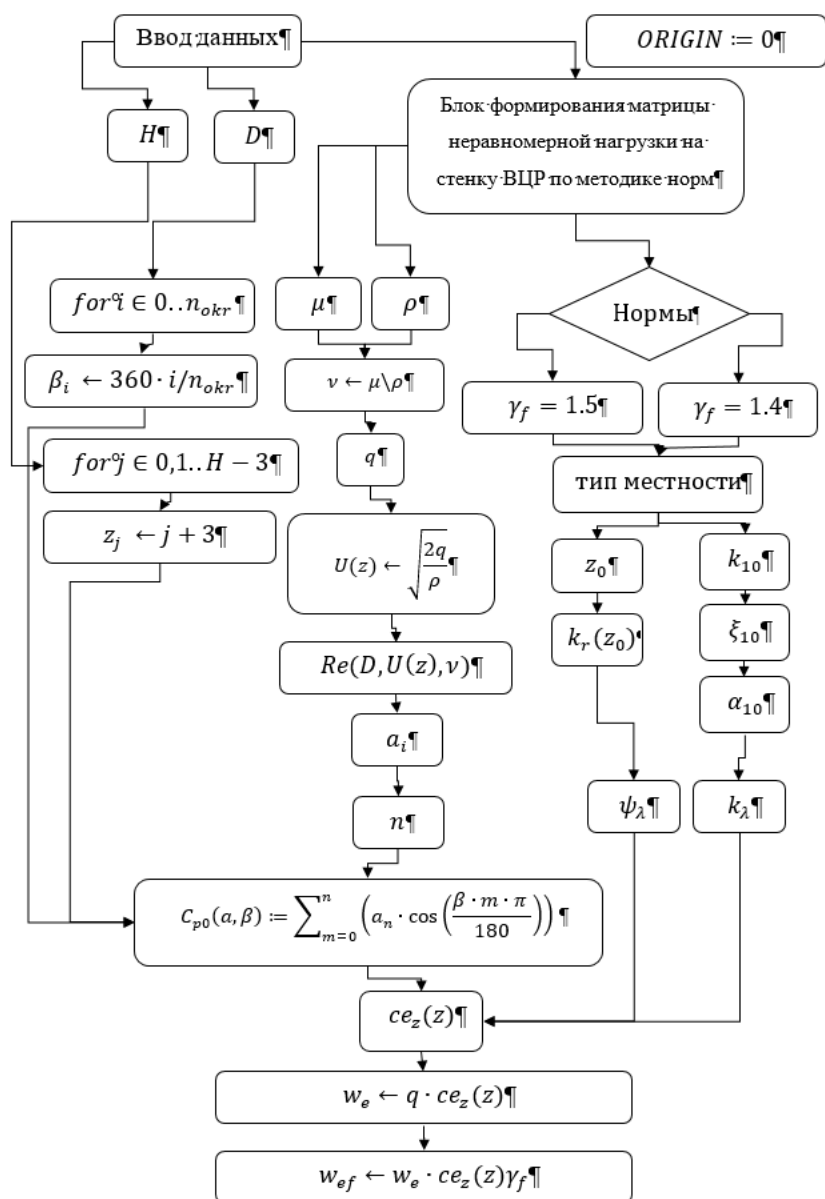 Ввод·данных¶
ORIGIN ≔ 0¶
Блок·формирования·матрицы·
неравномерной·нагрузки·на·
стенку·ВЦР·по·методике·норм¶
H¶
D¶
for°i ∈ 0..n_okr¶
μ¶
ρ¶
Нормы¶
β_i ← 360 · i/n_okr¶
ν ← μ\ρ¶
γ_f = 1.5¶
γ_f = 1.4¶
for°j ∈ 0,1..H − 3¶
q¶
тип местности¶
z_j ← j + 3¶
U(z) ← √(2q/ρ)¶
z_0¶
k_10¶
k_r(z_0)¶
ξ_10¶
Re(D, U(z), ν)¶
α_10¶
a_i¶
n¶
ψ_λ¶
k_λ¶
C_p0(a, β) ≔ ∑_{m=0}^{n} (a_n · cos(β · m · π/180))¶
ce_z(z)¶
w_e ← q · ce_z(z)¶
w_ef ← w_e · ce_z(z)γ_f¶